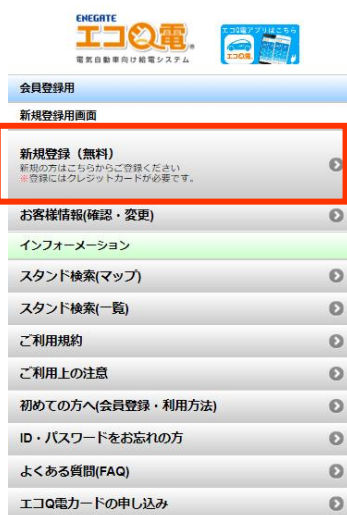 ENEGATE
エコQ電
電気自動車向け給電システム
エコQ電アプリはこちら
エコQ電
会員登録用
新規登録用画面
新規登録（無料）
新規の方はこちらからご登録ください
※登録にはクレジットカードが必要です。
お客様情報(確認・変更)
インフォーメーション
スタンド検索(マップ)
スタンド検索(一覧)
ご利用規約
ご利用上の注意
初めての方へ(会員登録・利用方法)
ID・パスワードをお忘れの方
よくある質問(FAQ)
エコQ電カードの申し込み